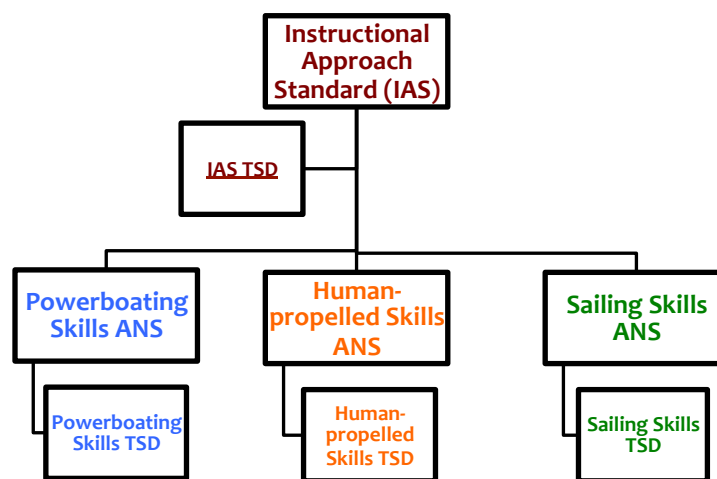 Instructional
Approach
Standard (IAS)
IAS TSD
Powerboating
Skills ANS
Human-
propelled Skills
ANS
Sailing Skills
ANS
Powerboating
Skills TSD
Human-
propelled
Skills TSD
Sailing Skills
TSD